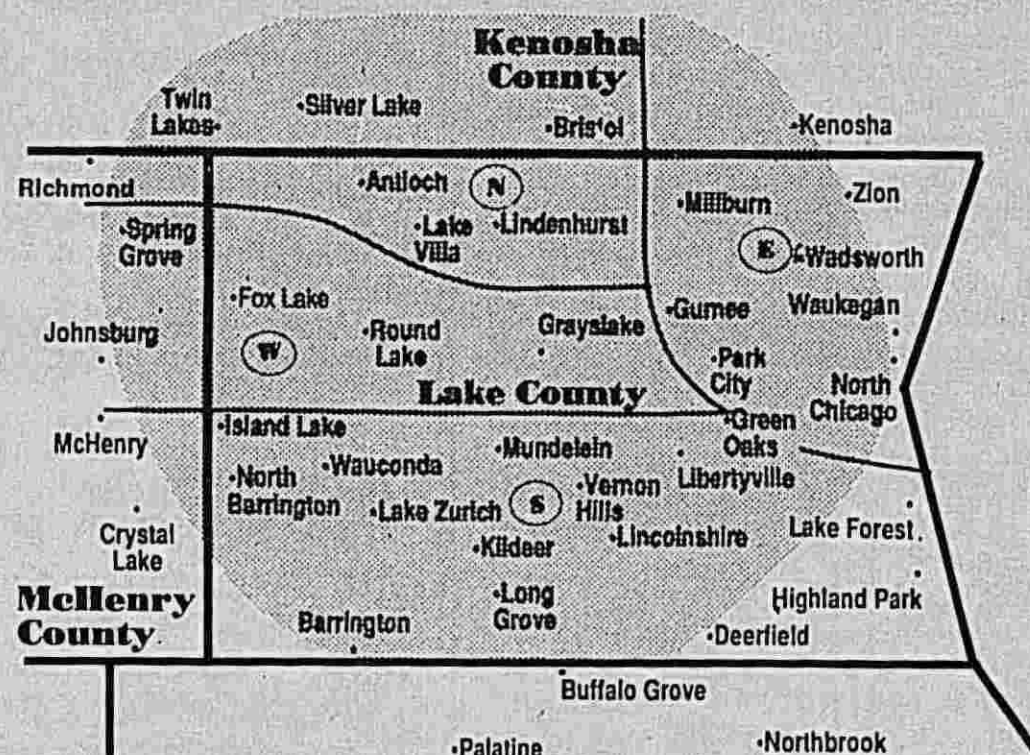 Kenosha
County
Twin
Lakes
Silver Lake
Bristol
Kenosha
Richmond
Antioch
N
Millburn
Zion
Spring
Grove
Lake
Villa
Lindenhurst
E
Wadsworth
Fox Lake
Gurnee
Waukegan
Johnsburg
W
Round
Lake
Grayslake
Park
City
North
Chicago
Lake County
McHenry
Island Lake
Mundelein
Green
Oaks
North
Barrington
Wauconda
Lake Zurich
S
Vernon
Hills
Libertyville
Crystal
Lake
Kildeer
Lincolnshire
Lake Forest
McHenry
County
Long
Grove
Highland Park
Barrington
Deerfield
Buffalo Grove
Palatine
Northbrook